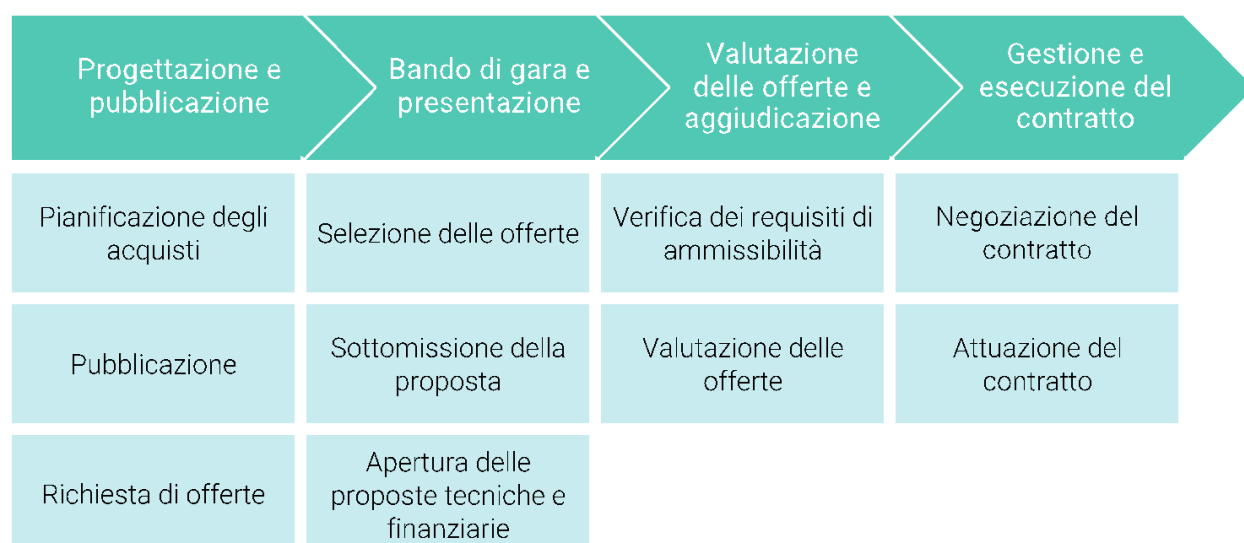 Progettazione e
pubblicazione
Bando di gara e
presentazione
Valutazione
delle offerte e
aggiudicazione
Gestione e
esecuzione del
contratto
Pianificazione degli
acquisti
Selezione delle offerte
Verifica dei requisiti di
ammissibilità
Negoziazione del
contratto
Pubblicazione
Sottomissione della
proposta
Valutazione delle
offerte
Attuazione del
contratto
Richiesta di offerte
Apertura delle
proposte tecniche e
finanziarie